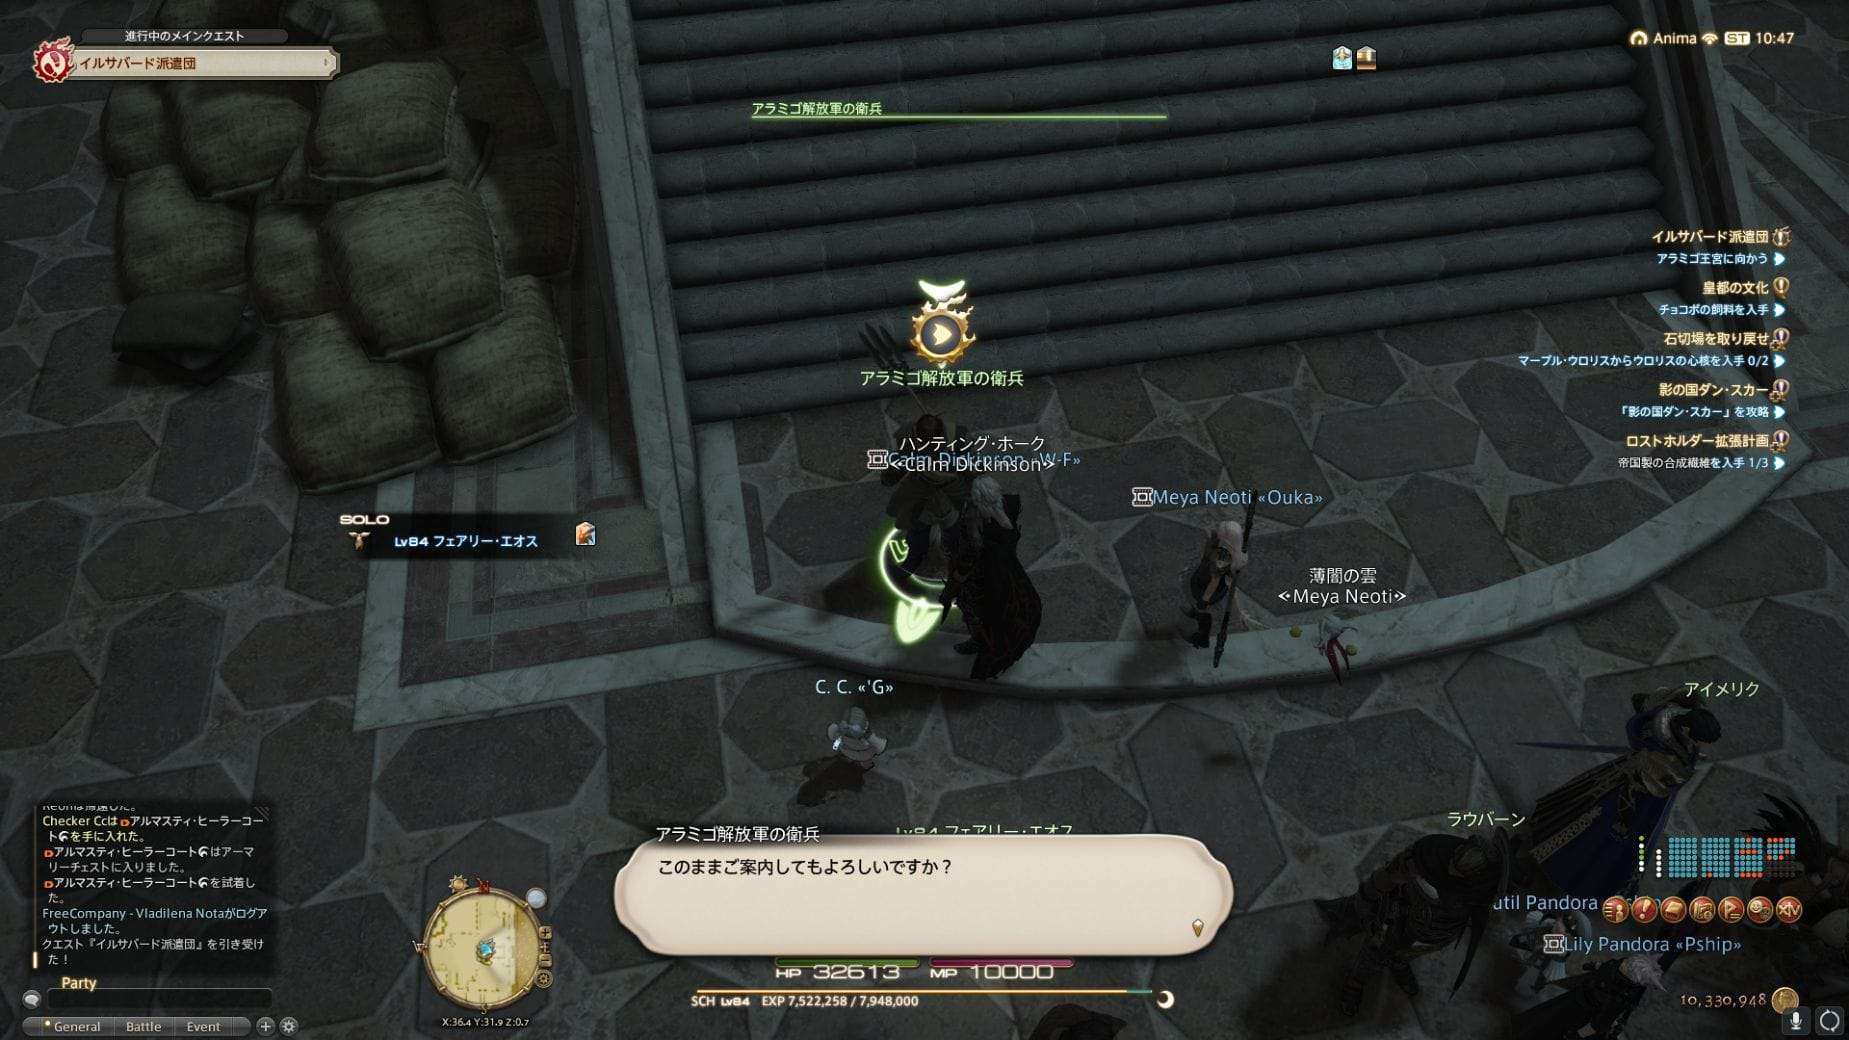 進行中のメインクエスト
イルサバード派遣団
Anima ST 10:47
アラミゴ解放軍の衛兵
イルサバード派遣団
アラミゴ王宮に向かう
皇都の文化
チョコボの飼料を入手
石切場を取り戻せ
マーブル・ウロリスからウロリスの心核を入手 0/2
影の国ダン・スカー
「影の国ダン・スカー」を攻略
ロストホルダー拡張計画
帝国製の合成繊維を入手 1/3
アラミゴ解放軍の衛兵
ハンティング・ホーク
Calm Dickinson «W-F»
Calm Dickinson
Meya Neoti «Ouka»
SOLO
Lv84 フェアリー・エオス
薄闇の雲
Meya Neoti
C. C. «'G»
アイメリク
ラウバーン
Checker Ccは アルマスティ・ヒーラーコー
トを手に入れた。
アルマスティ・ヒーラーコートはアーマ
リーチェストに入りました。
アルマスティ・ヒーラーコートを試着し
た。
FreeCompany - Vladilena Notaがログア
ウトしました。
クエスト『イルサバード派遣団』を引き受け
た！
Party
General Battle Event
N
X:36.4 Y:31.9 Z:0.7
Lv84 フェアリー・エオス
アラミゴ解放軍の衛兵
このままご案内してもよろしいですか？
HP 32613 MP 10000
SCH Lv84 EXP 7,522,258 / 7,948,000
Pandora
Lily Pandora «Pship»
XIV
10,330,948